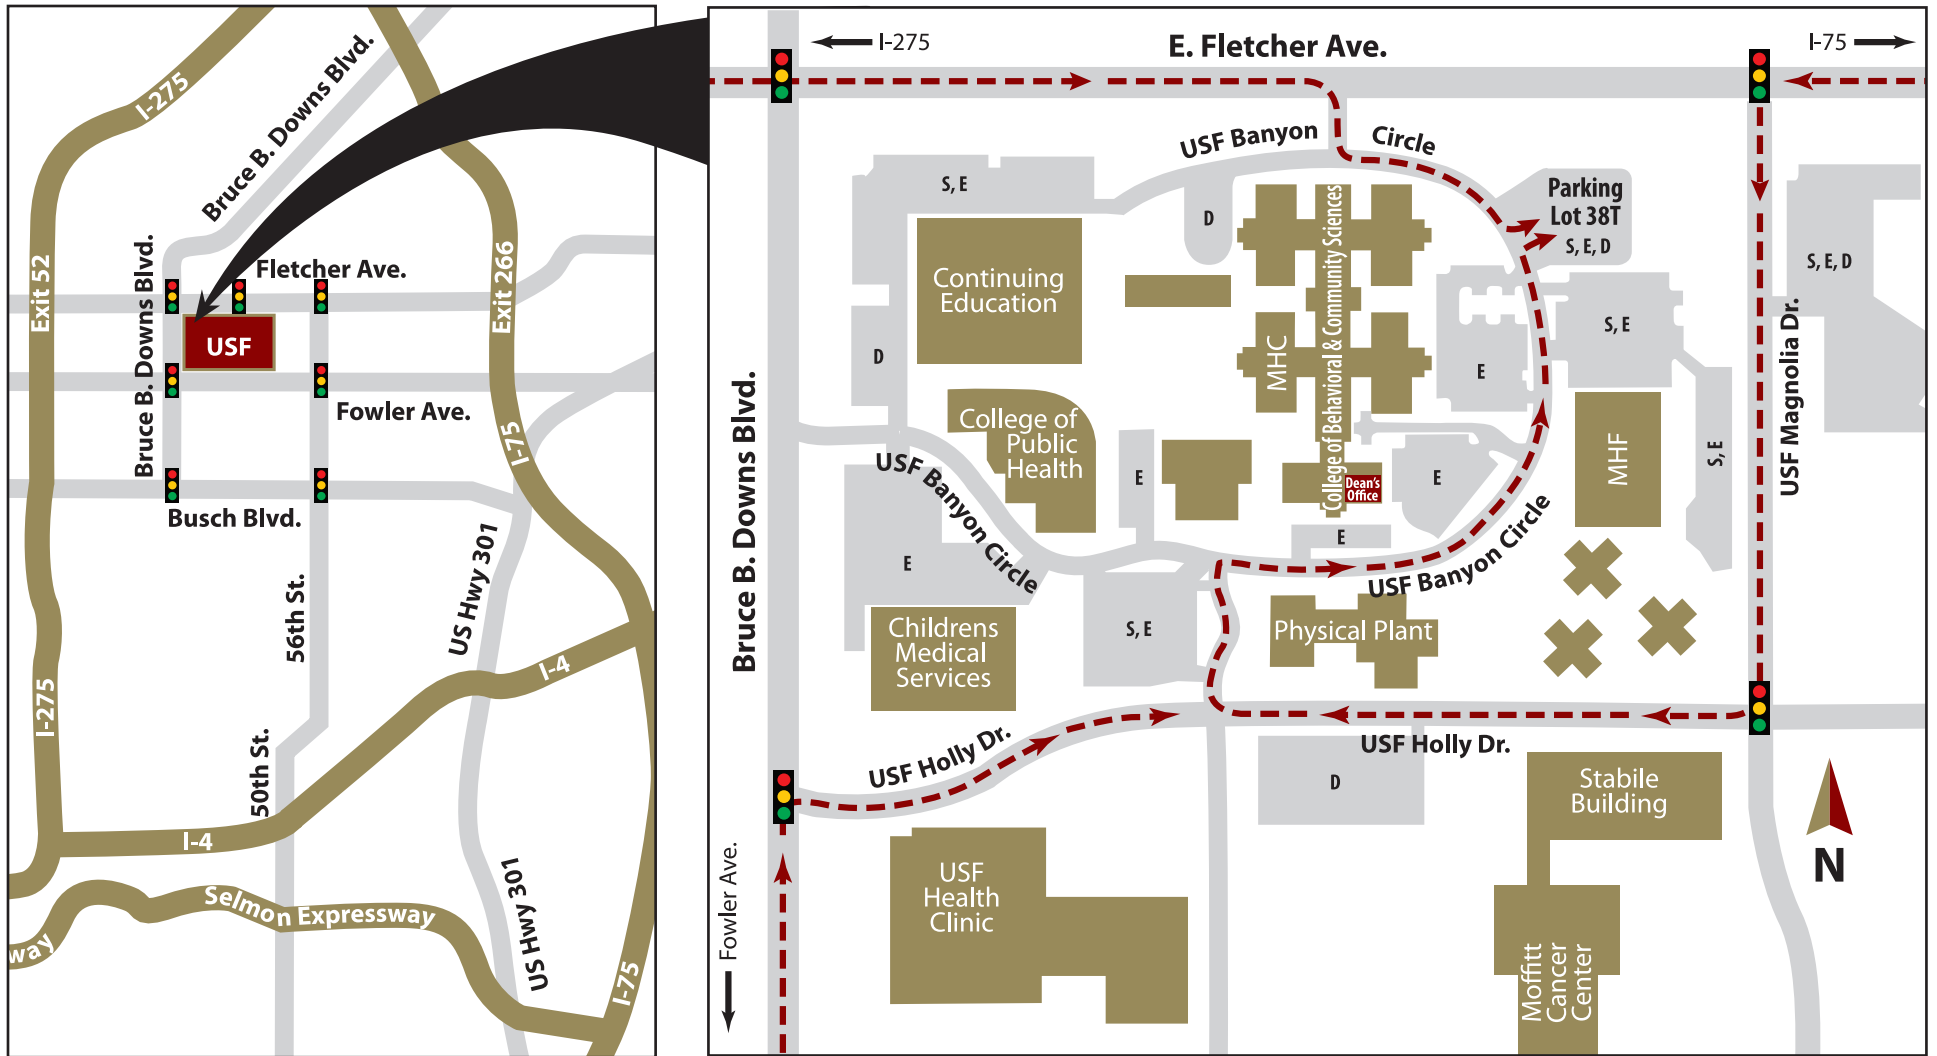 I-275
Bruce B. Downs Blvd.
Exit 52
Bruce B. Downs Blvd.
Fletcher Ave.
Exit 266
USF
Fowler Ave.
I-75
Busch Blvd.
US Hwy 301
56th St.
I-4
I-275
50th St.
I-4
Selmon Expressway
US Hwy 301
way
I-75
I-275
E. Fletcher Ave.
I-75
USF Banyon
Circle
S, E
D
Parking
Lot 38T
S, E, D
S, E, D
Continuing
Education
College of Behavioral & Community Sciences
S, E
D
MHC
E
USF Magnolia Dr.
Bruce B. Downs Blvd.
College of
Public
Health
MHF
S, E
USF Banyon Circle
E
Dean's
Office
E
E
E
USF Banyon Circle
Childrens
Medical
Services
S, E
Physical Plant
USF Holly Dr.
USF Holly Dr.
D
Stabile
Building
N
Fowler Ave.
USF
Health
Clinic
Moffitt
Cancer
Center